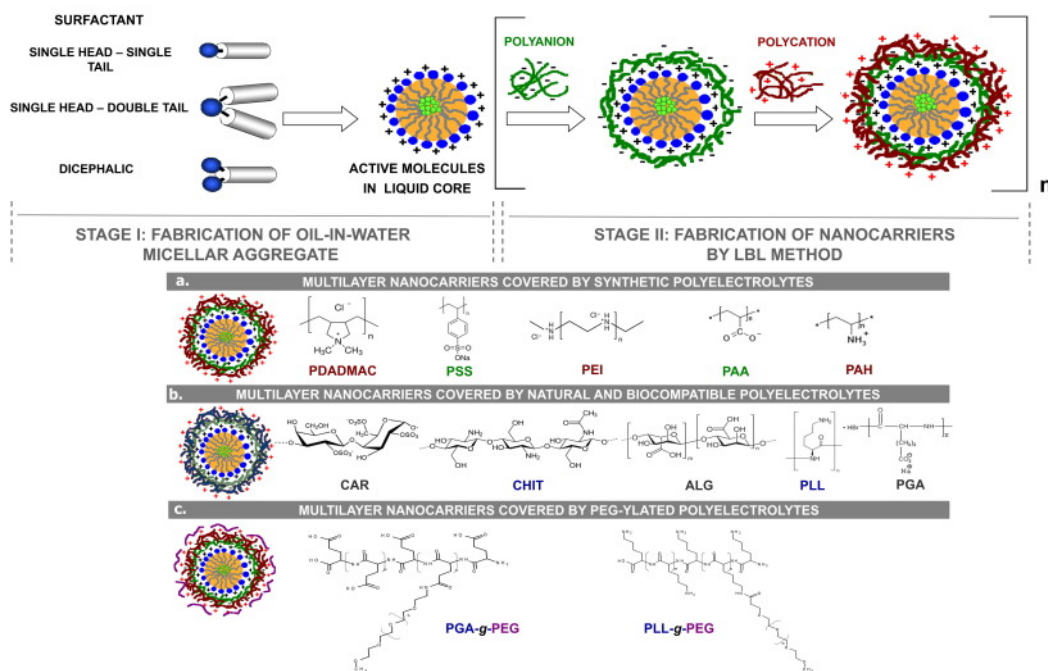 SURFACTANT
SINGLE HEAD – SINGLE
TAIL
SINGLE HEAD – DOUBLE TAIL
DICEPHALIC
ACTIVE MOLECULES
IN LIQUID CORE
POLYANION
POLYCATION
n
STAGE I: FABRICATION OF OIL-IN-WATER
MICELLAR AGGREGATE
STAGE II: FABRICATION OF NANOCARRIERS
BY LBL METHOD
a. MULTILAYER NANOCARRIERS COVERED BY SYNTHETIC POLYELECTROLYTES
PDADMAC
PSS
PEI
PAA
PAH
b. MULTILAYER NANOCARRIERS COVERED BY NATURAL AND BIOCOMPATIBLE POLYELECTROLYTES
CAR
CHIT
ALG
PLL
PGA
c. MULTILAYER NANOCARRIERS COVERED BY PEG-YLATED POLYELECTROLYTES
PGA-g-PEG
PLL-g-PEG